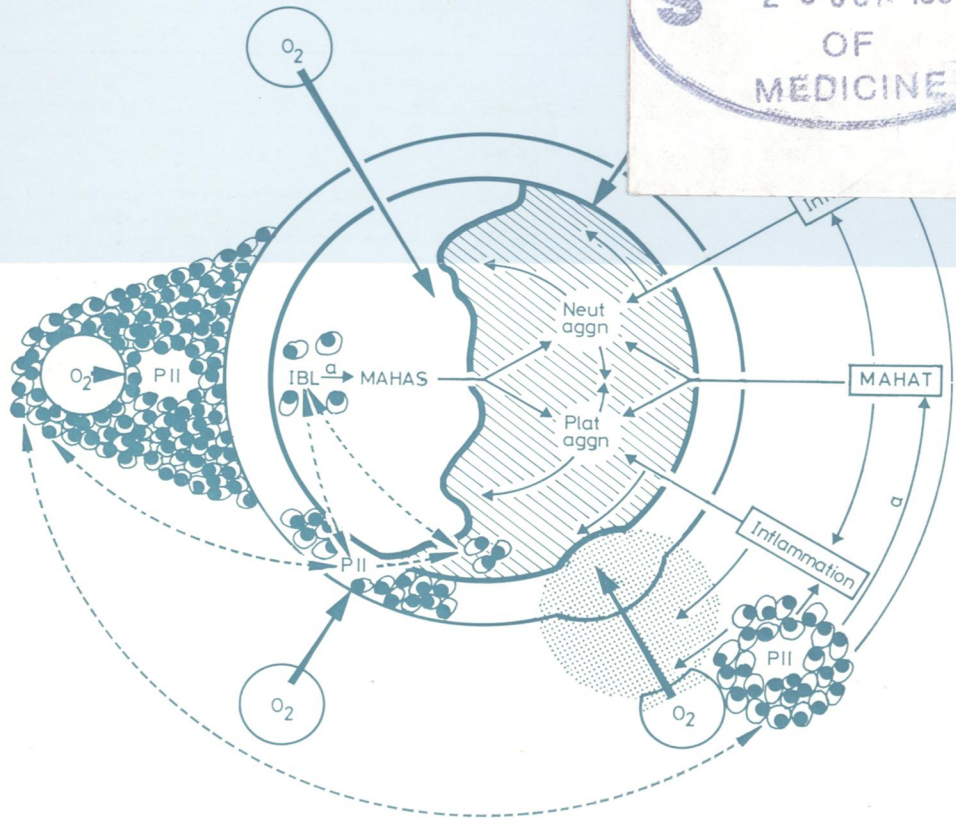 OF
MEDICINE
O2
Neut
aggn
O2
PII
IBL
a
MAHAS
MAHAT
Plat
aggn
a
Inflammation
PII
PII
O2
O2